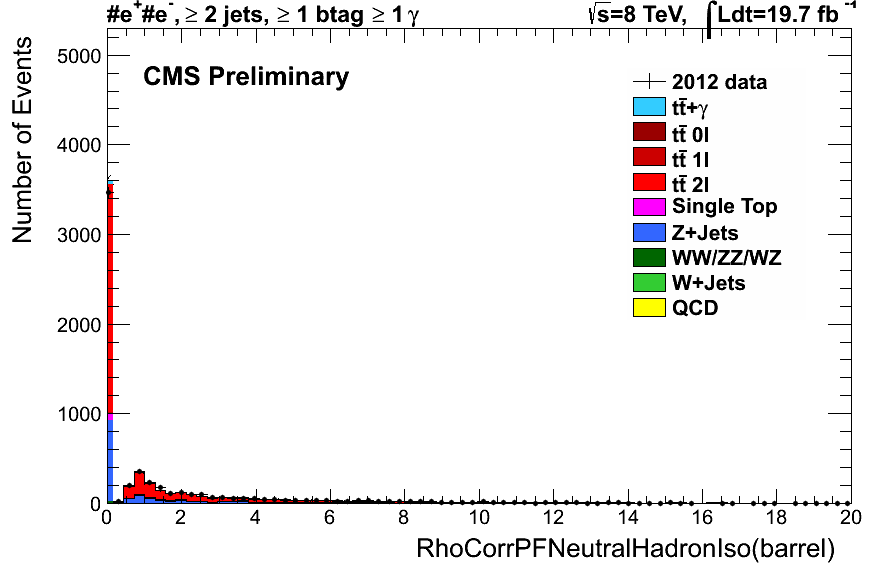 #e⁺#e⁻, ≥ 2 jets, ≥ 1 btag ≥ 1 γ √s=8 TeV, ∫Ldt=19.7 fb⁻¹
CMS Preliminary
2012 data
tt̄+γ
tt̄ 0l
tt̄ 1l
tt̄ 2l
Single Top
Z+Jets
WW/ZZ/WZ
W+Jets
QCD
Number of Events
5000
4000
3000
2000
1000
0
0 2 4 6 8 10 12 14 16 18 20
RhoCorrPFNeutralHadronIso(barrel)